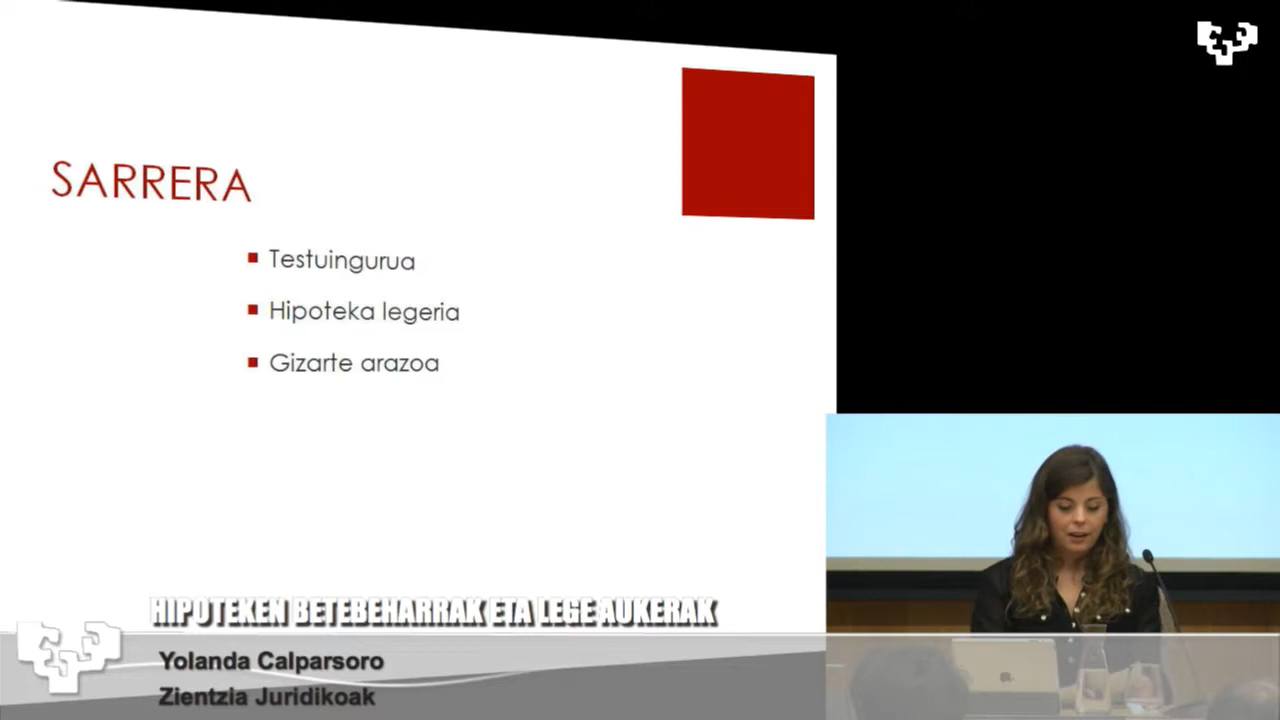 SARRERA
Testuingurua
Hipoteka legeria
Gizarte arazoa
HIPOTEKEN BETEBEHARRAK ETA LEGE AUKERAK
Yolanda Calparsoro
Zientzia Juridikoak